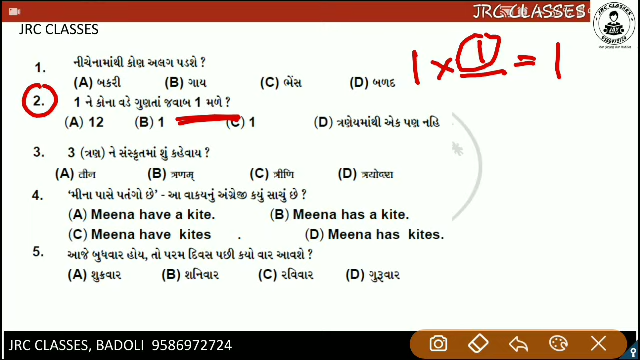 JRC CLASSES
JRC CLASSES
1 × 1 = 1
1. નીચેનામાંથી કોણ અલગ પડશે ?
(A) બકરી (B) ગાય (C) ભેંસ (D) બળદ
2. 1 ને કોના વડે ગુણતાં જવાબ 1 મળે ?
(A) 12 (B) 1 (C) 1 (D) ત્રણેયમાંથી એક પણ નહિ
3. 3 (ત્રણ) ને સંસ્કૃતમાં શું કહેવાય ?
(A) तीन (B) ત્રણમ્ (C) ત્રીણિ (D)
4. ‘મીના પાસે પતંગો છે’ - આ વાક્યનું અંગ્રેજી કયું સાચું છે ?
(A) Meena have a kite. (B) Meena has a kite.
(C) Meena have kites . (D) Meena has kites.
5. આજે બુધવાર હોય, તો પરમ દિવસ પછી કયો વાર આવશે ?
(A) શુક્રવાર (B) શનિવાર (C) રવિવાર (D) ગુરૂવાર
JRC CLASSES, BADOLI 9586972724